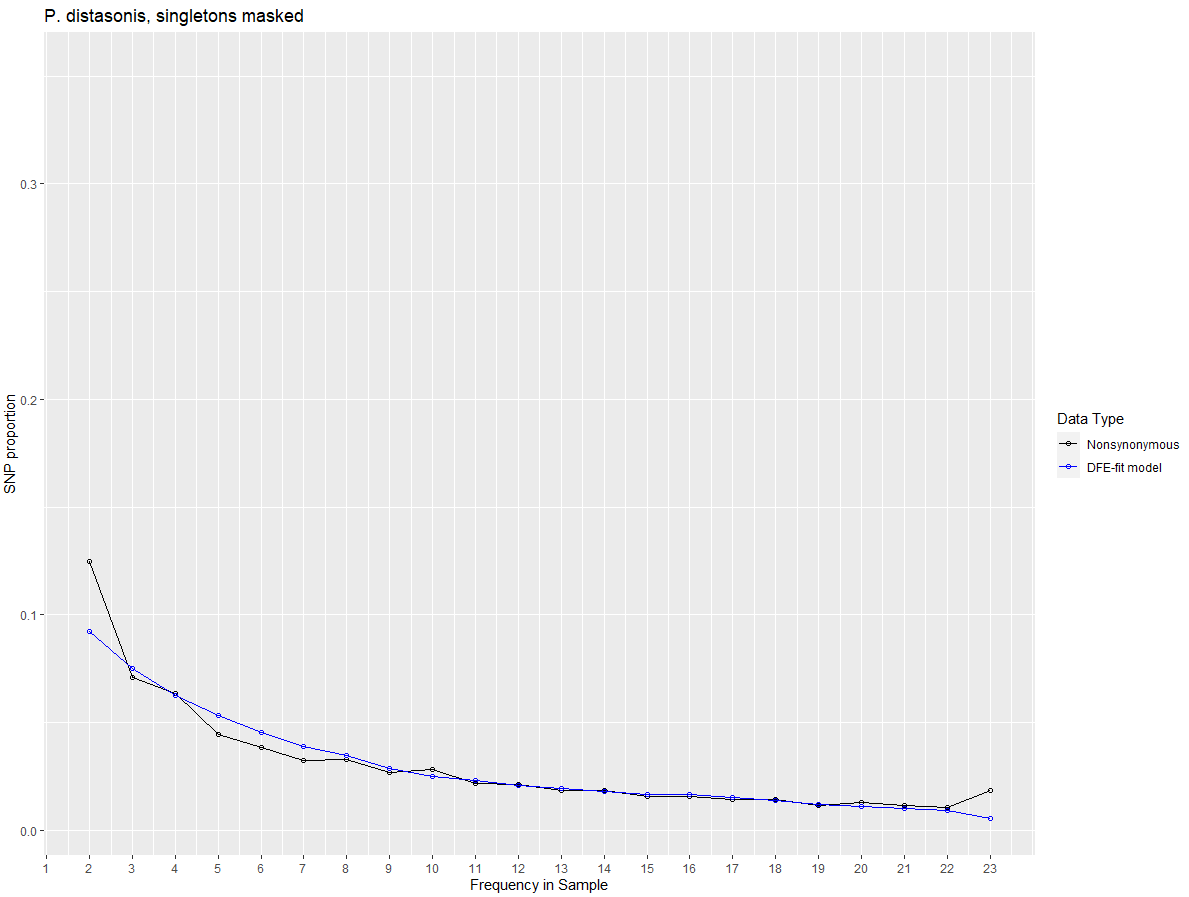 P. distasonis, singletons masked
SNP proportion
0.3
0.2
0.1
0.0
1 2 3 4 5 6 7 8 9 10 11 12 13 14 15 16 17 18 19 20 21 22 23
Frequency in Sample
Data Type
Nonsynonymous
DFE-fit model